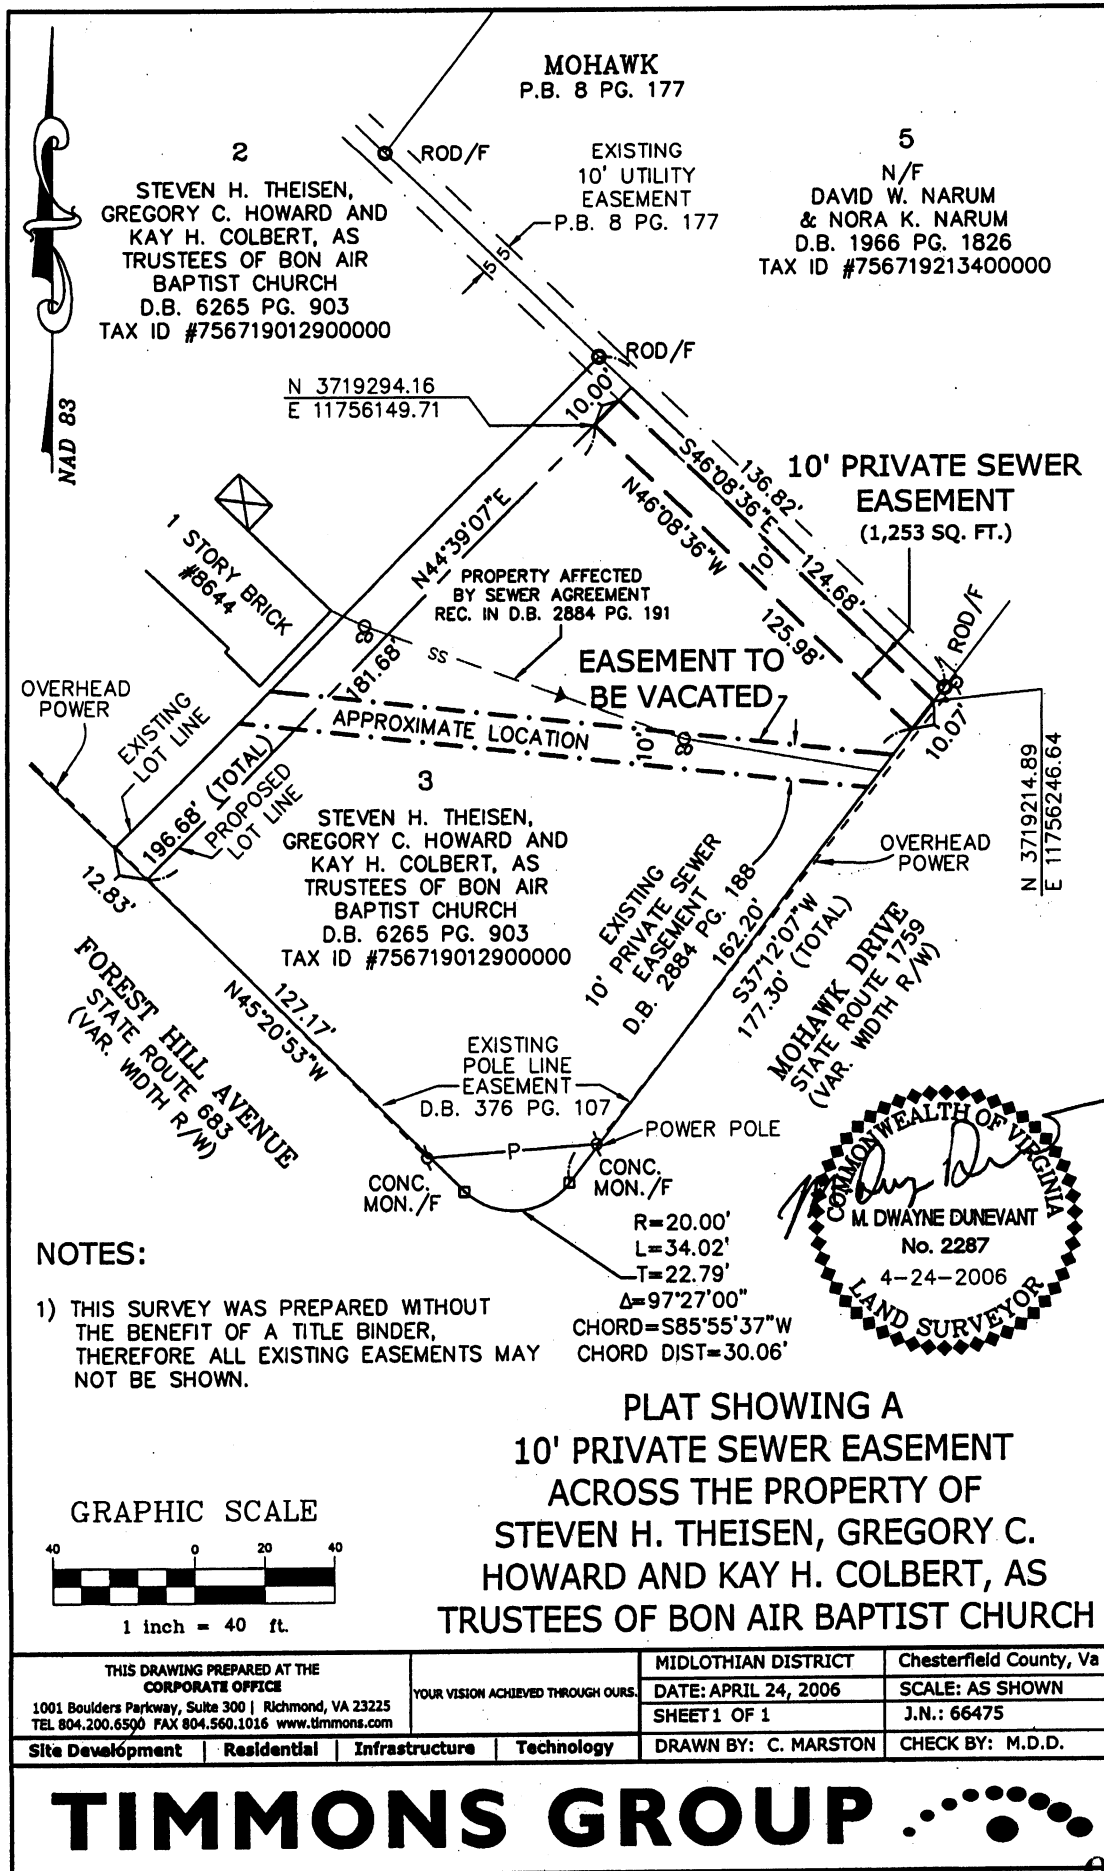 MOHAWK
P.B. 8 PG. 177
2
STEVEN H. THEISEN,
GREGORY C. HOWARD AND
KAY H. COLBERT, AS
TRUSTEES OF BON AIR
BAPTIST CHURCH
D.B. 6265 PG. 903
TAX ID #756719012900000
ROD/F
EXISTING
10' UTILITY
EASEMENT
P.B. 8 PG. 177
5
N/F
DAVID W. NARUM
& NORA K. NARUM
D.B. 1966 PG. 1826
TAX ID #756719213400000
5
5
NAD 83
ROD/F
N 3719294.16
E 11756149.71
10.00'
S46°08'36"E
136.82'
124.68'
10'
N46°08'36"W
125.98'
10' PRIVATE SEWER
EASEMENT
(1,253 SQ. FT.)
N44°39'07"E
181.68'
1 STORY BRICK
#8644
PROPERTY AFFECTED
BY SEWER AGREEMENT
REC. IN D.B. 2884 PG. 191
SS
EASEMENT TO
BE VACATED
ROD/F
10.07'
N 3719214.89
E 11756246.64
OVERHEAD
POWER
EXISTING
LOT LINE
APPROXIMATE LOCATION
10'
196.68' (TOTAL)
PROPOSED
LOT LINE
12.83'
3
STEVEN H. THEISEN,
GREGORY C. HOWARD AND
KAY H. COLBERT, AS
TRUSTEES OF BON AIR
BAPTIST CHURCH
D.B. 6265 PG. 903
TAX ID #756719012900000
EXISTING
10' PRIVATE SEWER
EASEMENT
D.B. 2884 PG. 188
OVERHEAD
POWER
162.20'
S37°12'07"W
177.30' (TOTAL)
MOHAWK DRIVE
STATE ROUTE 1759
(VAR. WIDTH R/W)
FOREST HILL AVENUE
STATE ROUTE 683
(VAR. WIDTH R/W)
127.17'
N45°20'53"W
EXISTING
POLE LINE
EASEMENT
D.B. 376 PG. 107
P
POWER POLE
CONC.
MON./F
CONC.
MON./F
R=20.00'
L=34.02'
T=22.79'
Δ=97°27'00"
CHORD=S85°55'37"W
CHORD DIST=30.06'
COMMONWEALTH OF VIRGINIA
M. DWAYNE DUNEVANT
No. 2287
4-24-2006
LAND SURVEYOR
NOTES:
1) THIS SURVEY WAS PREPARED WITHOUT
THE BENEFIT OF A TITLE BINDER,
THEREFORE ALL EXISTING EASEMENTS MAY
NOT BE SHOWN.
PLAT SHOWING A
10' PRIVATE SEWER EASEMENT
ACROSS THE PROPERTY OF
STEVEN H. THEISEN, GREGORY C.
HOWARD AND KAY H. COLBERT, AS
TRUSTEES OF BON AIR BAPTIST CHURCH
GRAPHIC SCALE
40 0 20 40
1 inch = 40 ft.
THIS DRAWING PREPARED AT THE
CORPORATE OFFICE
1001 Boulders Parkway, Suite 300 | Richmond, VA 23225
TEL 804.200.6500 FAX 804.560.1016 www.timmons.com
YOUR VISION ACHIEVED THROUGH OURS.
Site Development | Residential | Infrastructure | Technology
MIDLOTHIAN DISTRICT
Chesterfield County, Va
DATE: APRIL 24, 2006
SCALE: AS SHOWN
SHEET 1 OF 1
J.N.: 66475
DRAWN BY: C. MARSTON
CHECK BY: M.D.D.
TIMMONS GROUP